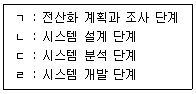 ㄱ : 전산화 계획과 조사 단계
ㄴ : 시스템 설계 단계
ㄷ : 시스템 분석 단계
ㄹ : 시스템 개발 단계